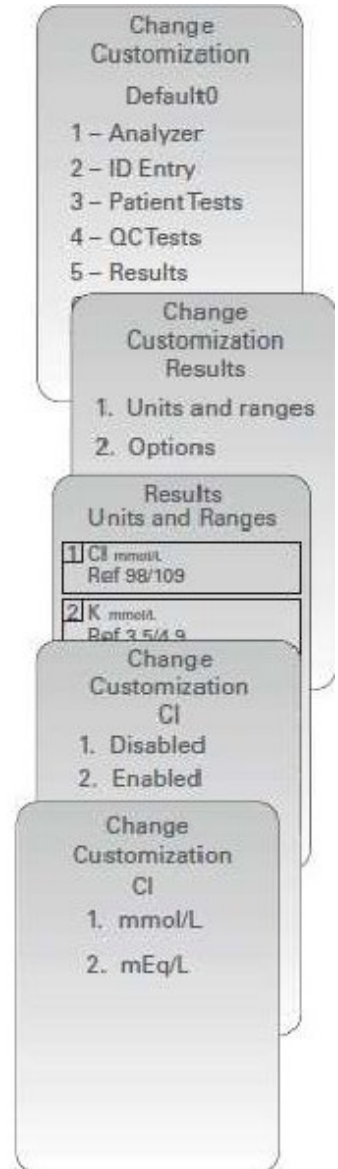 Change
Customization
Default0
1 – Analyzer
2 – ID Entry
3 – Patient Tests
4 – QC Tests
5 – Results
Change
Customization
Results
1. Units and ranges
2. Options
Results
Units and Ranges
1 Cl mmol/L
Ref 98/109
2 K mmol/L
Ref 3.5/4.9
Change
Customization
Cl
1. Disabled
2. Enabled
Change
Customization
Cl
1. mmol/L
2. mEq/L